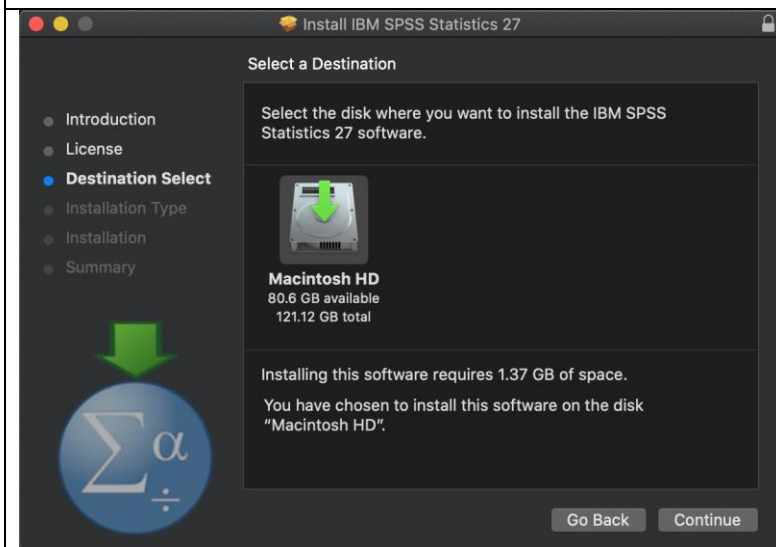 Install IBM SPSS Statistics 27
Select a Destination
Introduction
License
Destination Select
Installation Type
Installation
Summary
Select the disk where you want to install the IBM SPSS
Statistics 27 software.
Macintosh HD
80.6 GB available
121.12 GB total
Installing this software requires 1.37 GB of space.
You have chosen to install this software on the disk
“Macintosh HD”.
Σα
÷
Go Back
Continue